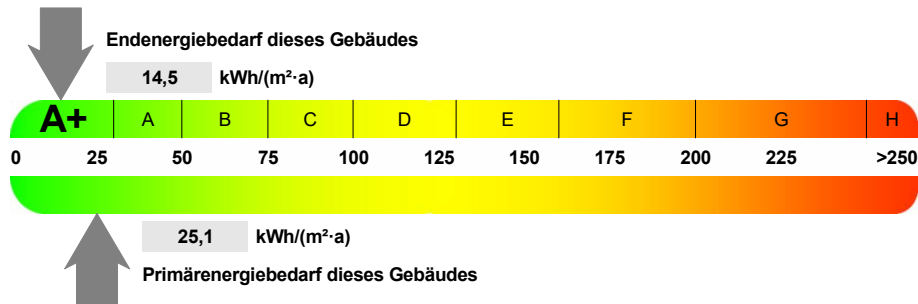 Endenergiebedarf dieses Gebäudes
14,5 kWh/(m²·a)
A+ A B C D E F G H
0 25 50 75 100 125 150 175 200 225 >250
25,1 kWh/(m²·a)
Primärenergiebedarf dieses Gebäudes